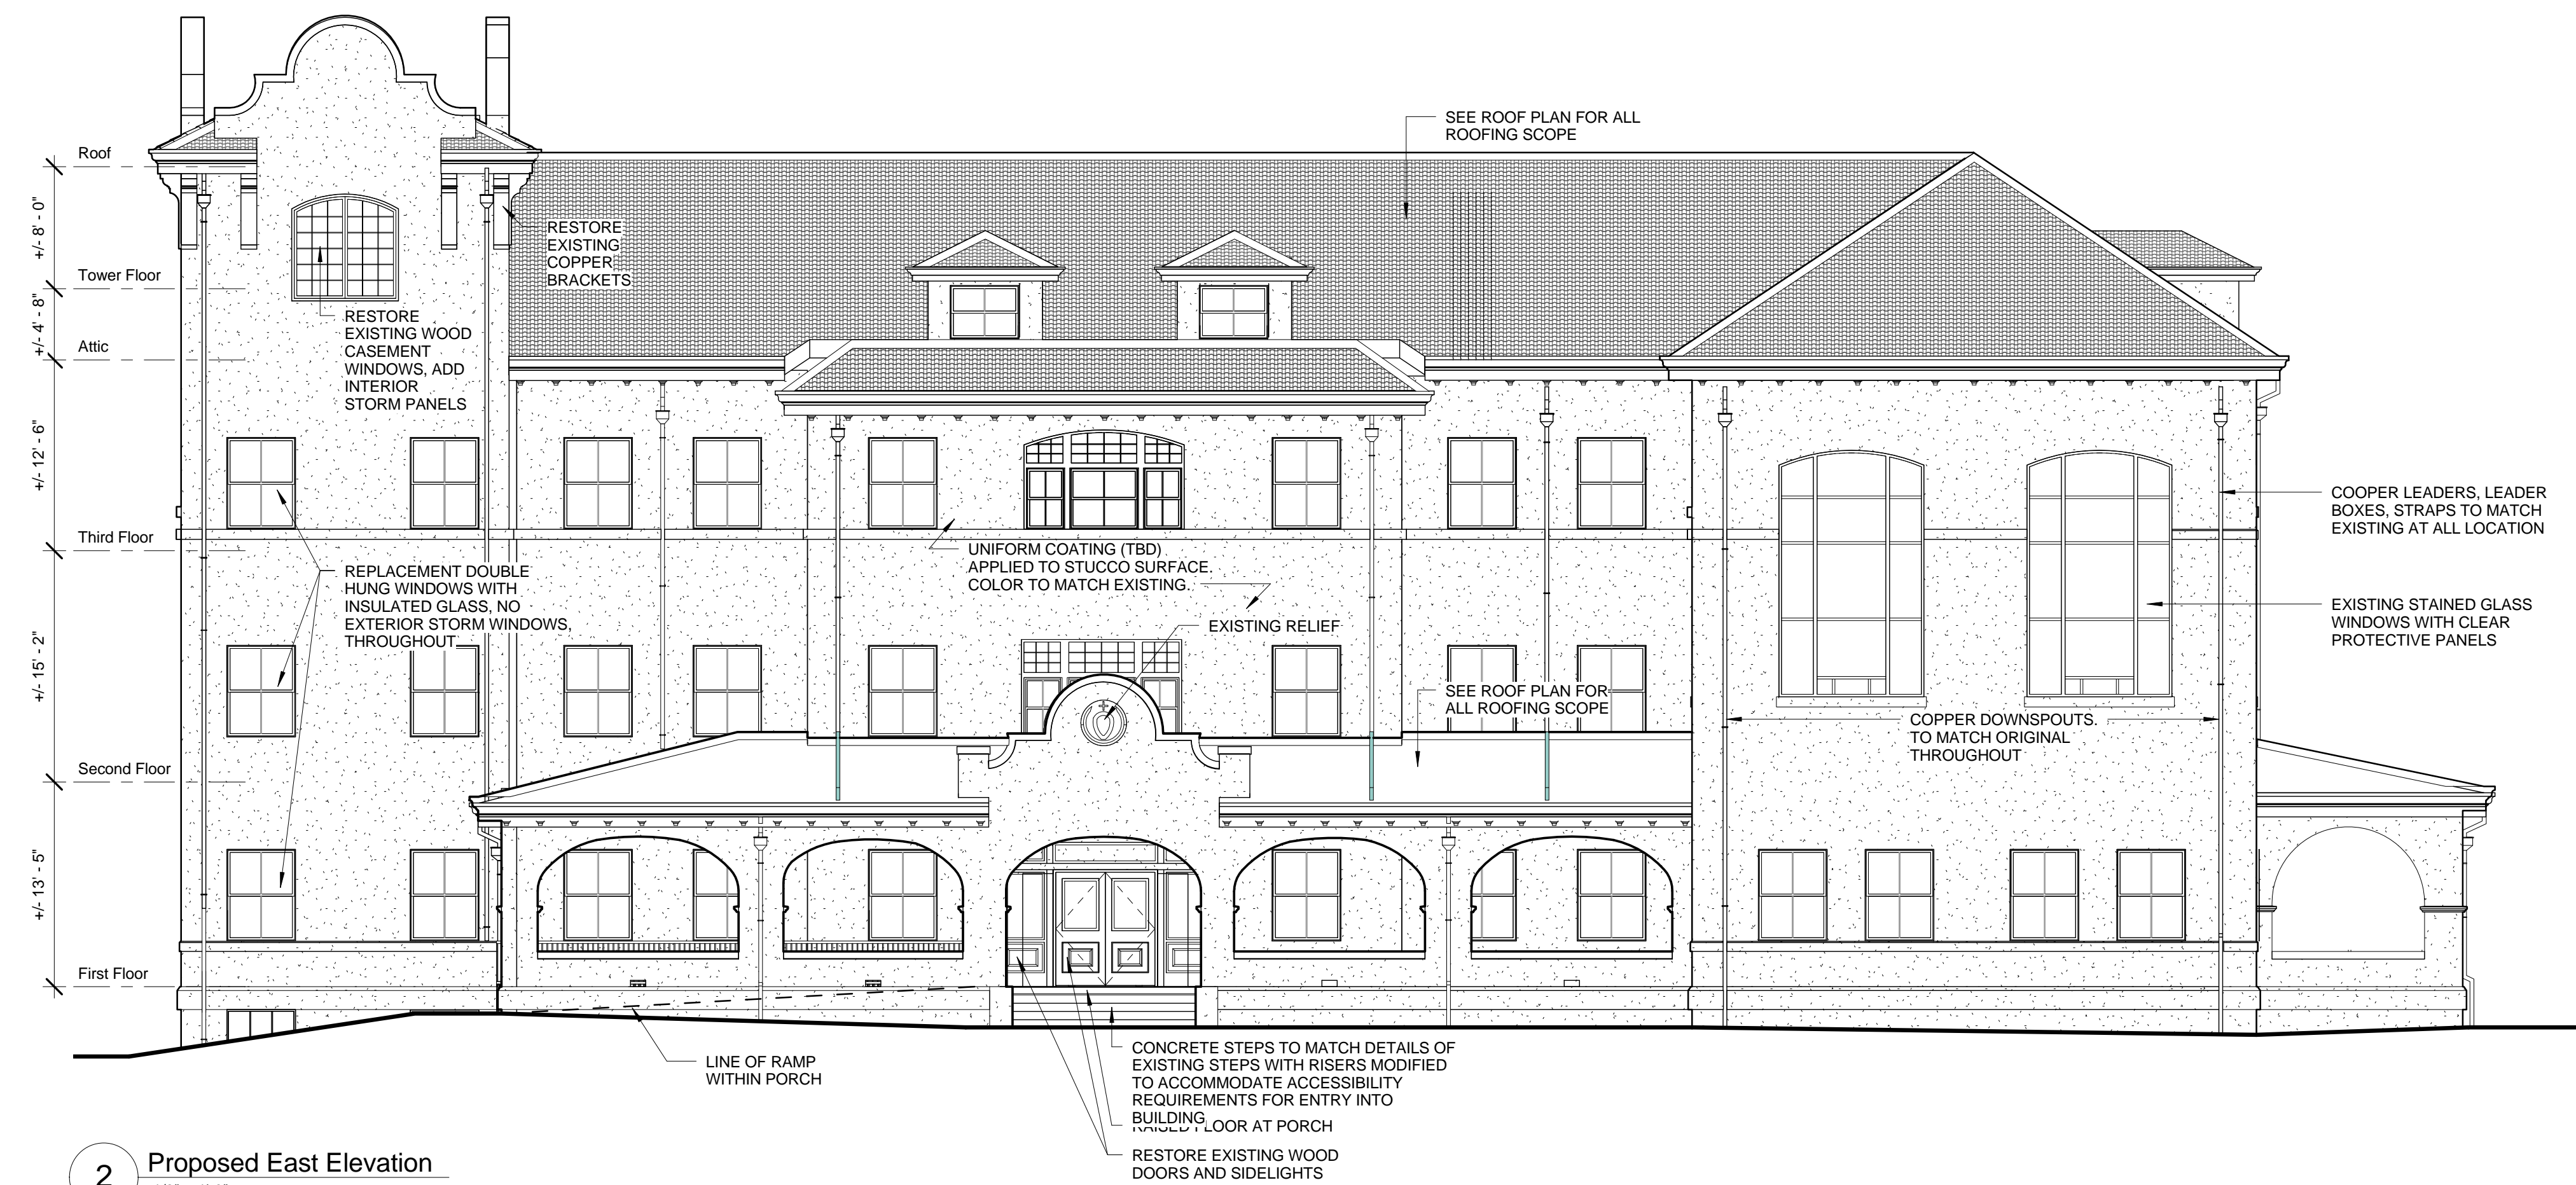 SEE ROOF PLAN FOR ALL
ROOFING SCOPE
Roof
+/- 8' - 0"
RESTORE
EXISTING
COPPER
BRACKETS
Tower Floor
+/- 4' - 8"
RESTORE
EXISTING WOOD
CASEMENT
WINDOWS, ADD
INTERIOR
STORM PANELS
Attic
+/- 12' - 6"
COOPER LEADERS, LEADER
BOXES, STRAPS TO MATCH
EXISTING AT ALL LOCATION
Third Floor
UNIFORM COATING (TBD)
APPLIED TO STUCCO SURFACE.
COLOR TO MATCH EXISTING.
REPLACEMENT DOUBLE
HUNG WINDOWS WITH
INSULATED GLASS, NO
EXTERIOR STORM WINDOWS,
THROUGHOUT
EXISTING STAINED GLASS
WINDOWS WITH CLEAR
PROTECTIVE PANELS
EXISTING RELIEF
+/- 15' - 2"
SEE ROOF PLAN FOR
ALL ROOFING SCOPE
COPPER DOWNSPOUTS.
TO MATCH ORIGINAL
THROUGHOUT
Second Floor
+/- 13' - 5"
First Floor
LINE OF RAMP
WITHIN PORCH
CONCRETE STEPS TO MATCH DETAILS OF
EXISTING STEPS WITH RISERS MODIFIED
TO ACCOMMODATE ACCESSIBILITY
REQUIREMENTS FOR ENTRY INTO
BUILDING
RAISED FLOOR AT PORCH
RESTORE EXISTING WOOD
DOORS AND SIDELIGHTS
2
Proposed East Elevation